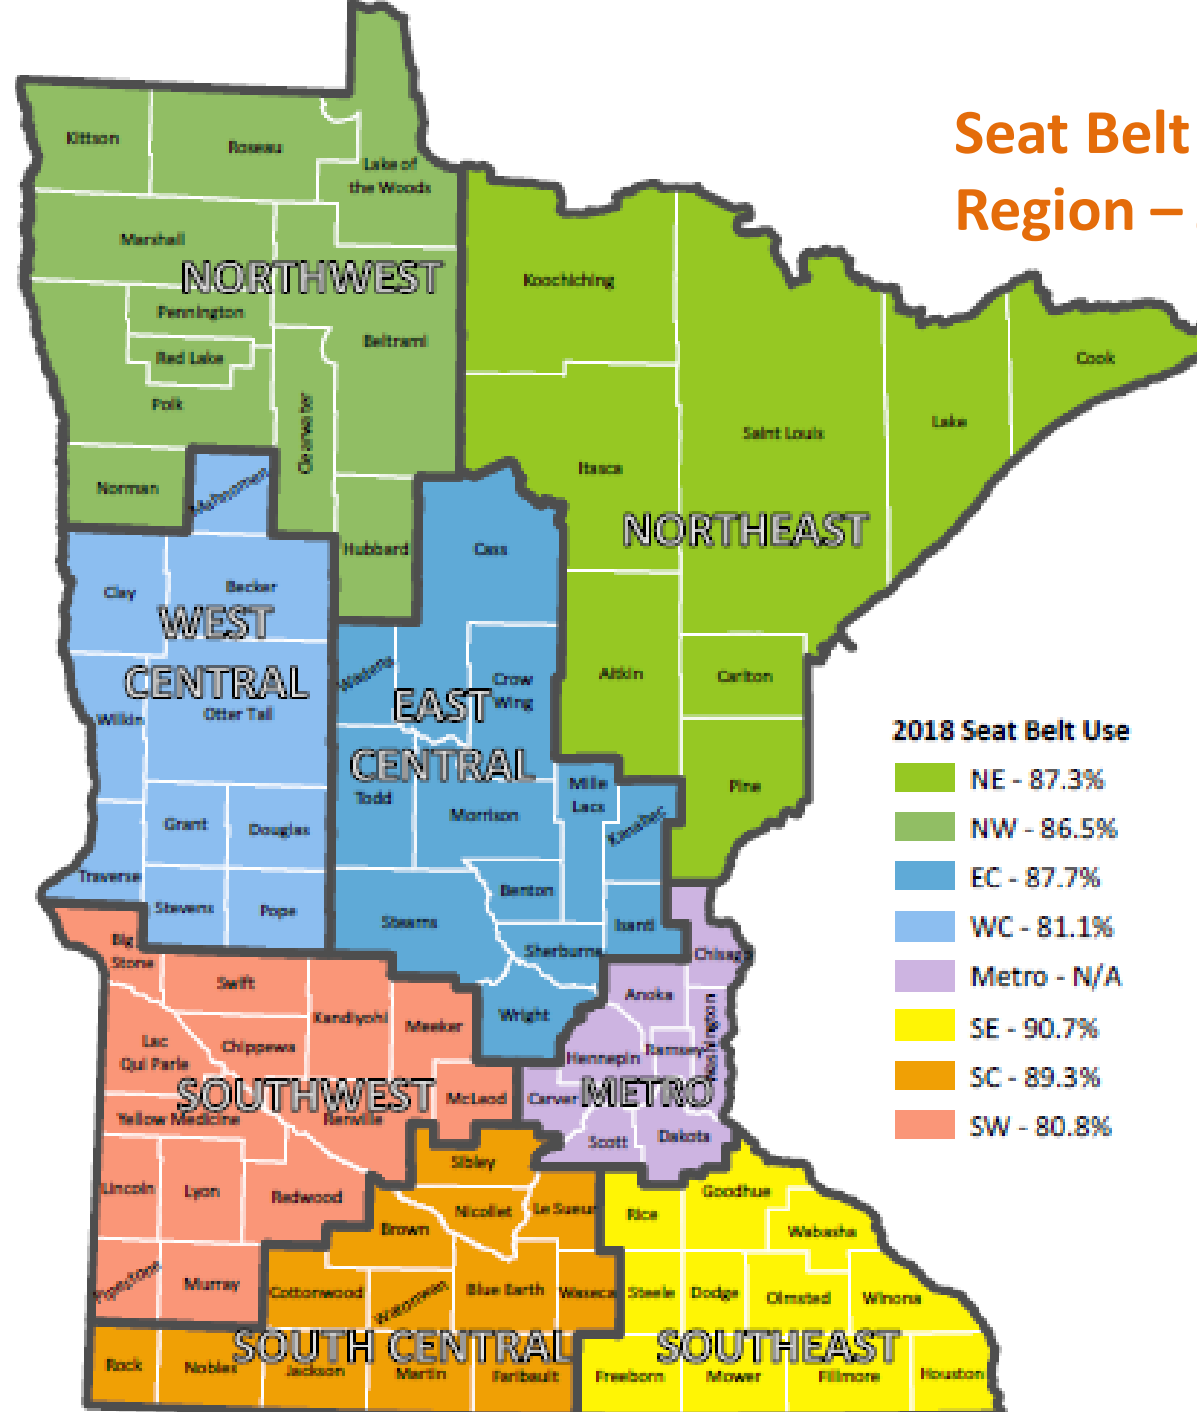 Seat Belt
Region –
Kittson
Roseau
Lake of
the Woods
Marshall
NORTHWEST
Koochiching
Pennington
Beltrami
Red Lake
Cook
Polk
Clearwater
Lake
Saint Louis
Itasca
Norman
Mahnomen
NORTHEAST
Hubbard
Cass
Clay
Becker
WEST
CENTRAL
Wadena
Aitkin
Carlton
Crow
Wing
EAST
CENTRAL
Wilkin
Otter Tail
2018 Seat Belt Use
NE - 87.3%
NW - 86.5%
EC - 87.7%
WC - 81.1%
Metro - N/A
SE - 90.7%
SC - 89.3%
SW - 80.8%
Todd
Mille
Lacs
Pine
Morrison
Kanabec
Grant
Douglas
Traverse
Stevens
Pope
Benton
Stearns
Isanti
Sherburne
Big
Stone
Chisago
Swift
Anoka
Kandiyohi
Meeker
Wright
Washington
Lac
Qui Parle
Chippewa
Hennepin
Ramsey
SOUTHWEST
METRO
McLeod
Carver
Yellow Medicine
Renville
Scott
Dakota
Sibley
Lincoln
Lyon
Redwood
Nicollet
Le Sueur
Rice
Goodhue
Brown
Wabasha
Pipestone
Murray
Cottonwood
Watonwan
Blue Earth
Waseca
Steele
Dodge
Olmsted
Winona
SOUTH CENTRAL
SOUTHEAST
Rock
Nobles
Jackson
Martin
Faribault
Freeborn
Mower
Fillmore
Houston